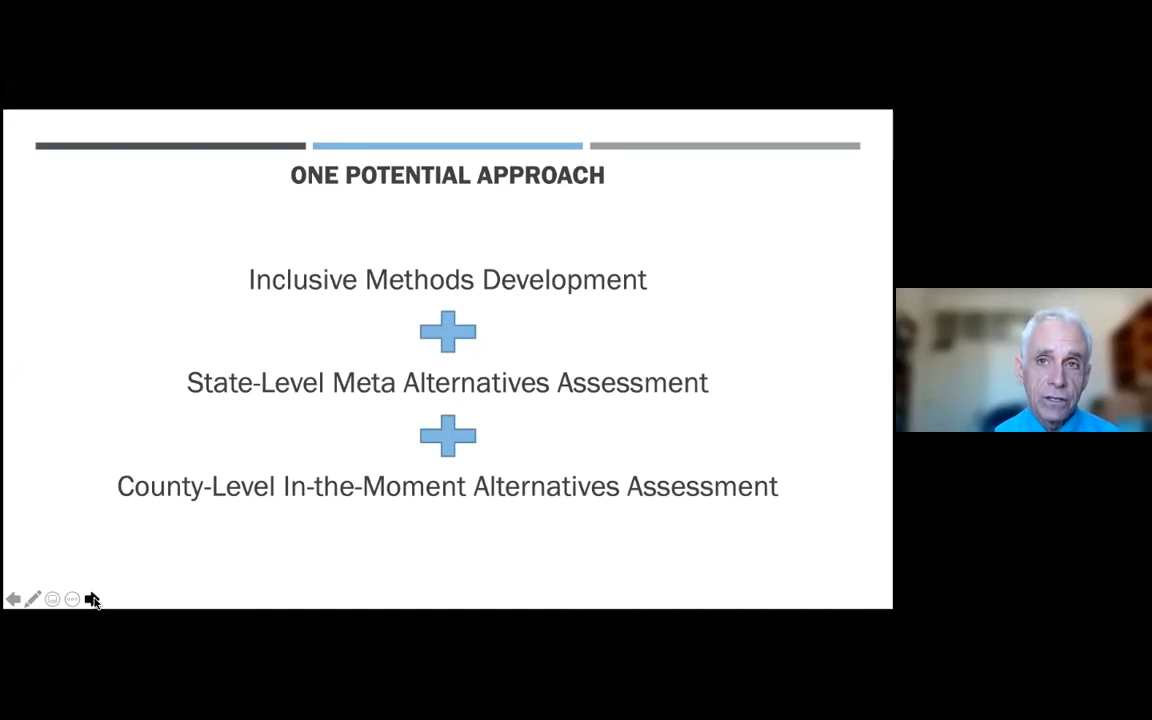 ONE POTENTIAL APPROACH
Inclusive Methods Development
State-Level Meta Alternatives Assessment
County-Level In-the-Moment Alternatives Assessment